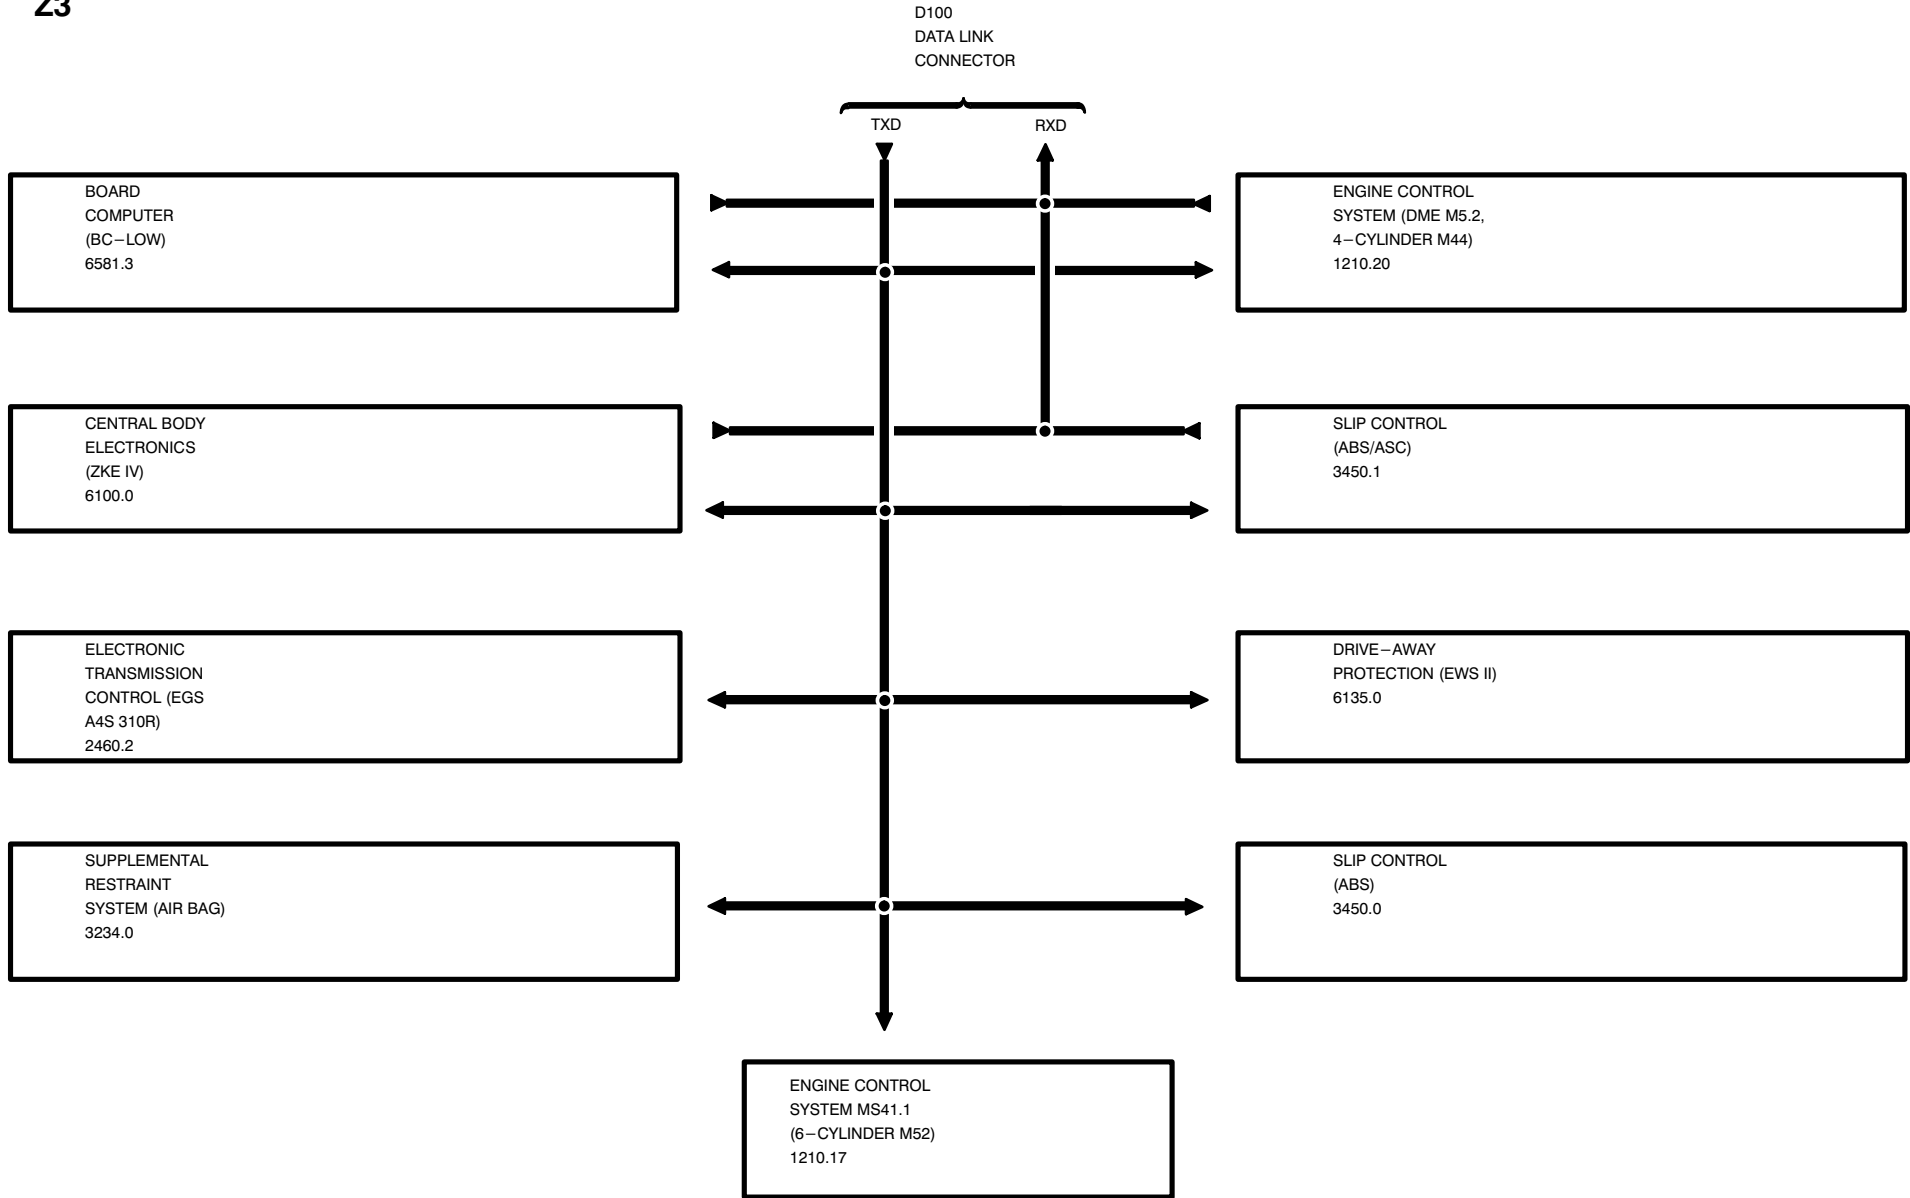 Z3
D100
DATA LINK
CONNECTOR
TXD
RXD
BOARD
COMPUTER
(BC–LOW)
6581.3
ENGINE CONTROL
SYSTEM (DME M5.2,
4–CYLINDER M44)
1210.20
CENTRAL BODY
ELECTRONICS
(ZKE IV)
6100.0
SLIP CONTROL
(ABS/ASC)
3450.1
ELECTRONIC
TRANSMISSION
CONTROL (EGS
A4S 310R)
2460.2
DRIVE–AWAY
PROTECTION (EWS II)
6135.0
SUPPLEMENTAL
RESTRAINT
SYSTEM (AIR BAG)
3234.0
SLIP CONTROL
(ABS)
3450.0
ENGINE CONTROL
SYSTEM MS41.1
(6–CYLINDER M52)
1210.17